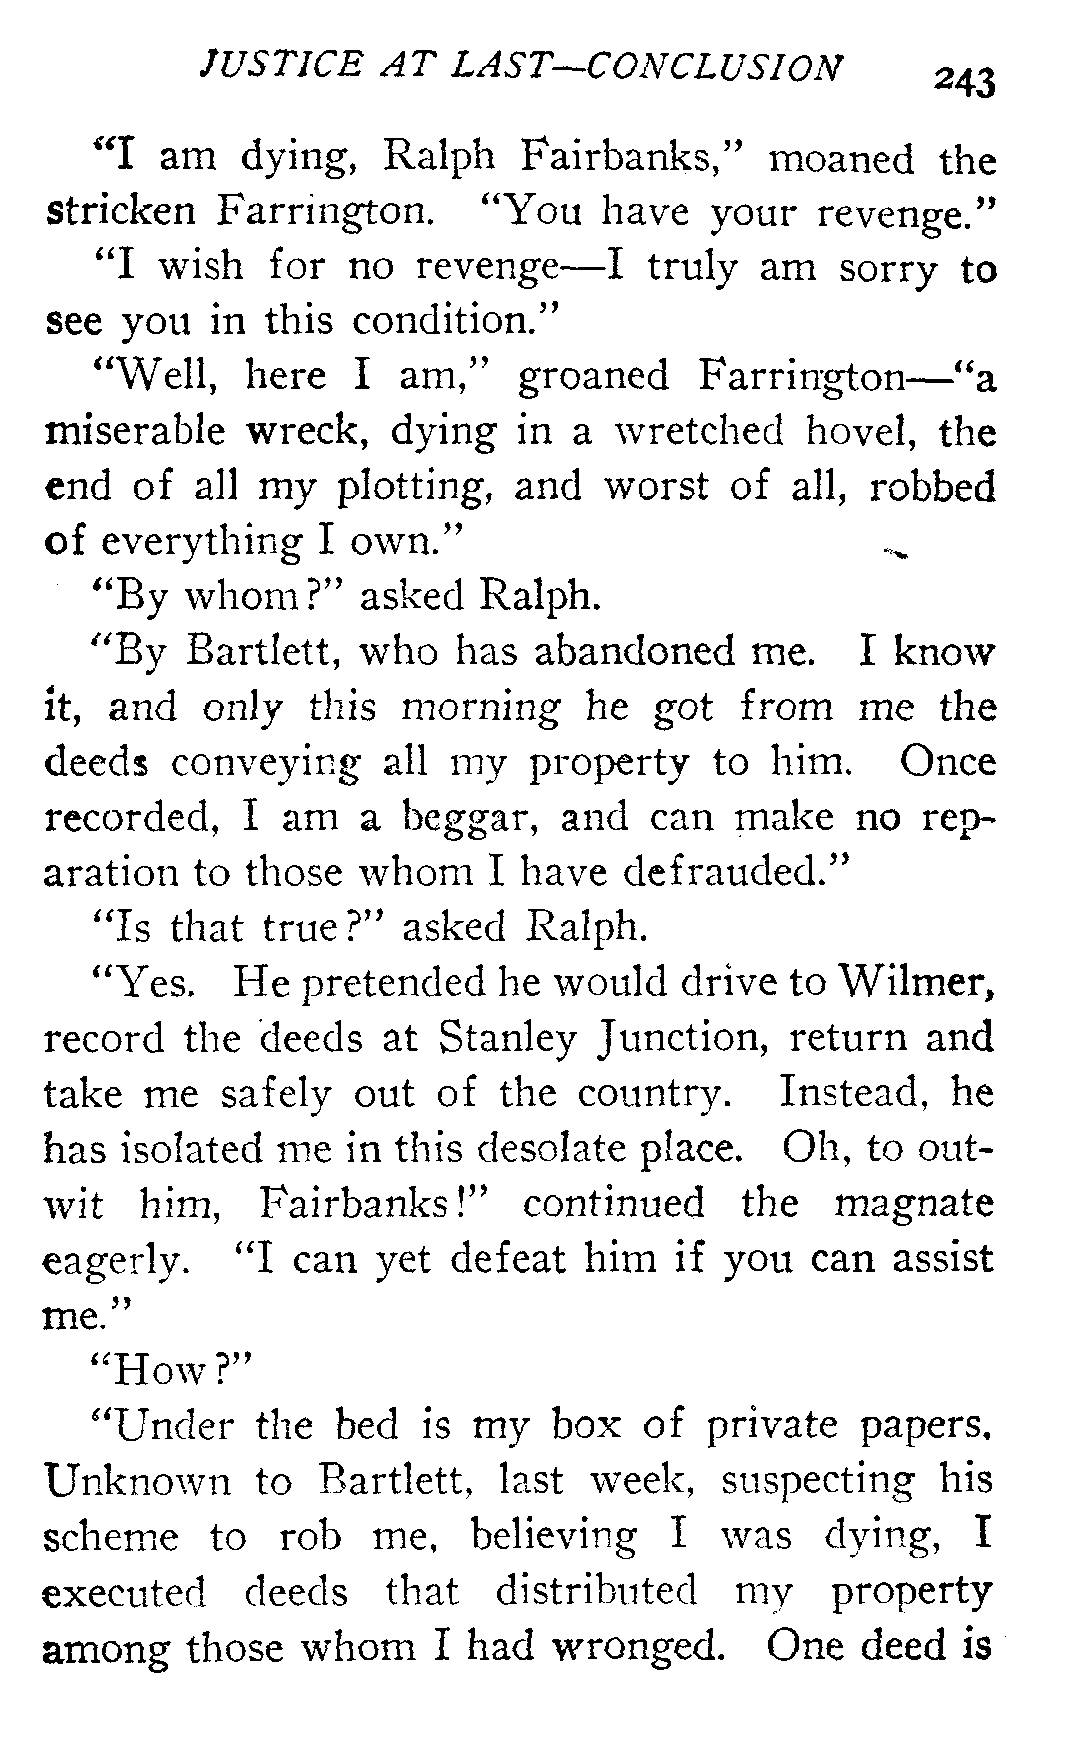 JUSTICE AT LAST—CONCLUSION 243
“I am dying, Ralph Fairbanks,” moaned the
stricken Farrington. “You have your revenge.”
“I wish for no revenge—I truly am sorry to
see you in this condition.”
“Well, here I am,” groaned Farrington—“a
miserable wreck, dying in a wretched hovel, the
end of all my plotting, and worst of all, robbed
of everything I own.”
“By whom?” asked Ralph.
“By Bartlett, who has abandoned me. I know
it, and only this morning he got from me the
deeds conveying all my property to him. Once
recorded, I am a beggar, and can make no rep-
aration to those whom I have defrauded.”
“Is that true?” asked Ralph.
“Yes. He pretended he would drive to Wilmer,
record the deeds at Stanley Junction, return and
take me safely out of the country. Instead, he
has isolated me in this desolate place. Oh, to out-
wit him, Fairbanks!” continued the magnate
eagerly. “I can yet defeat him if you can assist
me.”
“How?”
“Under the bed is my box of private papers.
Unknown to Bartlett, last week, suspecting his
scheme to rob me, believing I was dying, I
executed deeds that distributed my property
among those whom I had wronged. One deed is